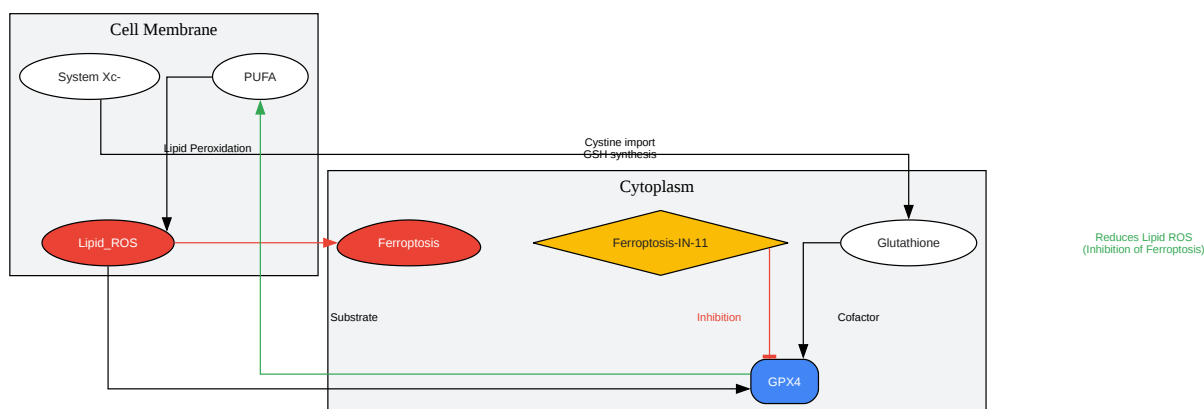 Cell Membrane
System Xc-
PUFA
Lipid Peroxidation
Cystine import
GSH synthesis
Cytoplasm
Lipid_ROS
Ferroptosis
Ferroptosis-IN-11
Glutathione
Reduces Lipid ROS
(Inhibition of Ferroptosis)
Substrate
Inhibition
Cofactor
GPX4